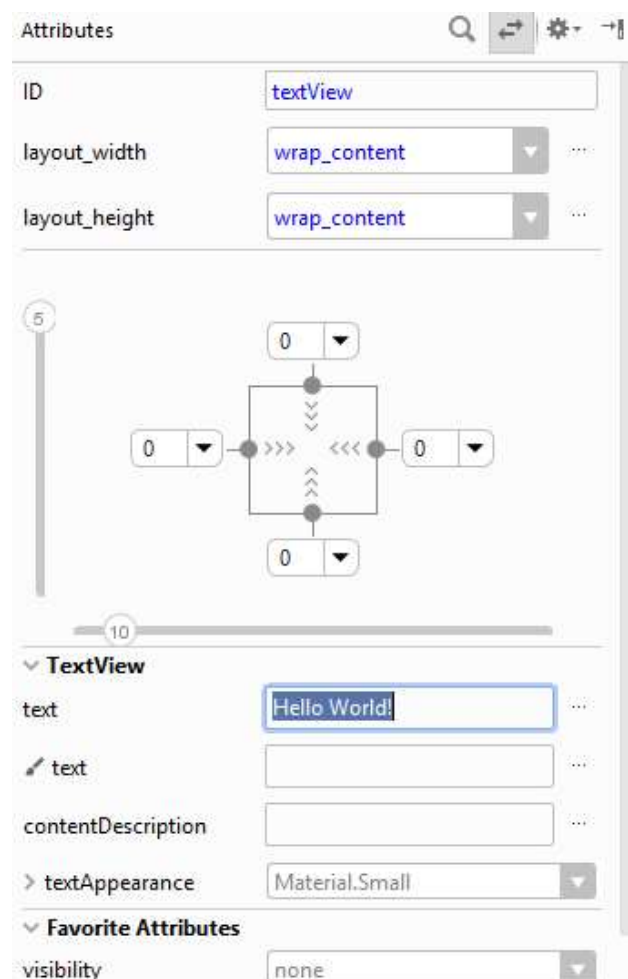 Attributes
ID textView
layout_width wrap_content ...
layout_height wrap_content ...
5
0
0 >>> <<< 0
0
10
TextView
text Hello World! ...
text ...
contentDescription ...
> textAppearance Material.Small
Favorite Attributes
visibility none